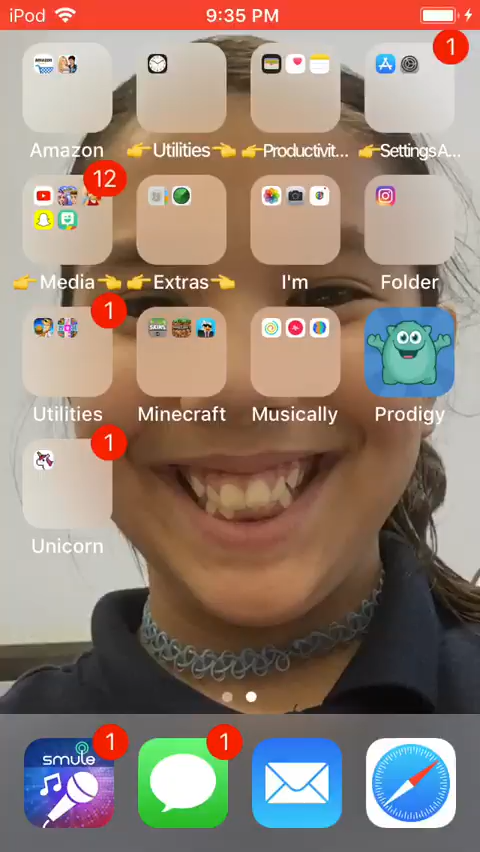 iPod 9:35 PM
1
Amazon 👉Utilities👈 👉Productivit... 👉Settings A...
12
👉Media👈 👉Extras👈 I'm Folder
1
Utilities Minecraft Musically Prodigy
1
Unicorn
1 1
smule